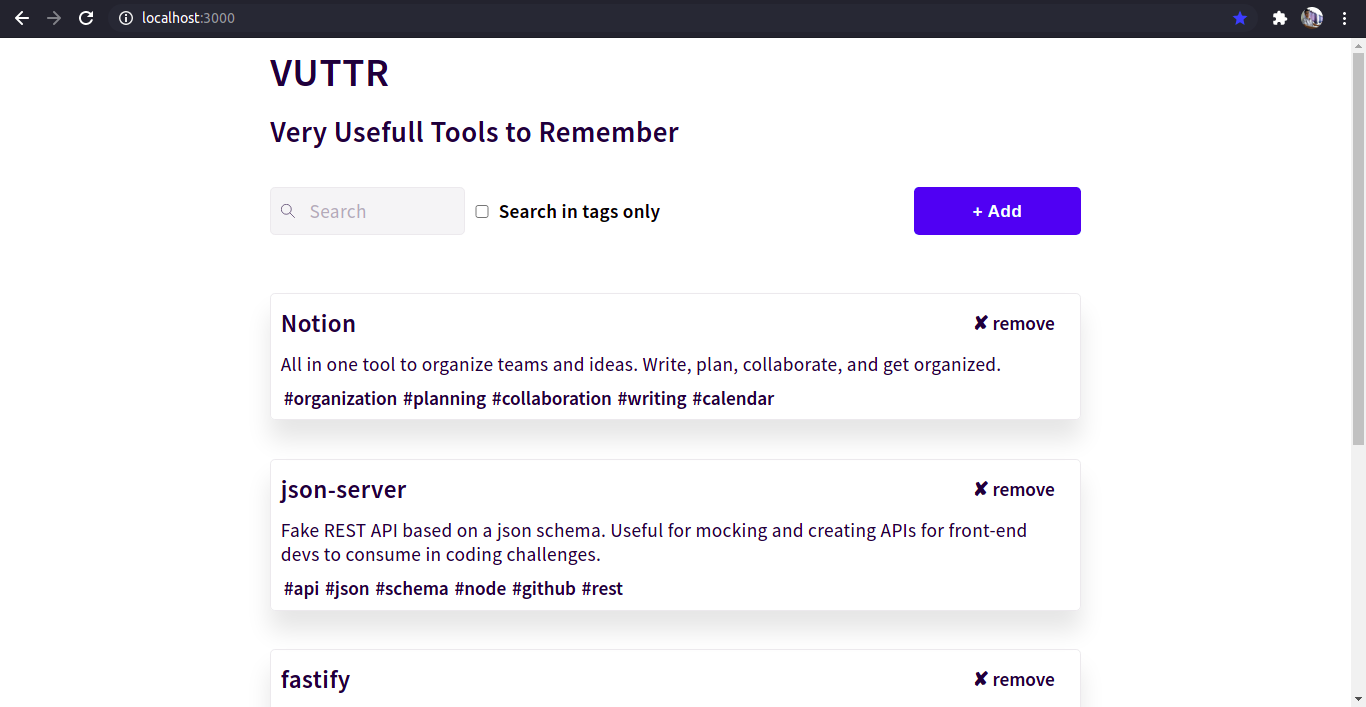 localhost:3000
VUTTR
Very Usefull Tools to Remember
Search
Search in tags only
+ Add
Notion
✘ remove
All in one tool to organize teams and ideas. Write, plan, collaborate, and get organized.
#organization #planning #collaboration #writing #calendar
json-server
✘ remove
Fake REST API based on a json schema. Useful for mocking and creating APIs for front-end
devs to consume in coding challenges.
#api #json #schema #node #github #rest
fastify
✘ remove